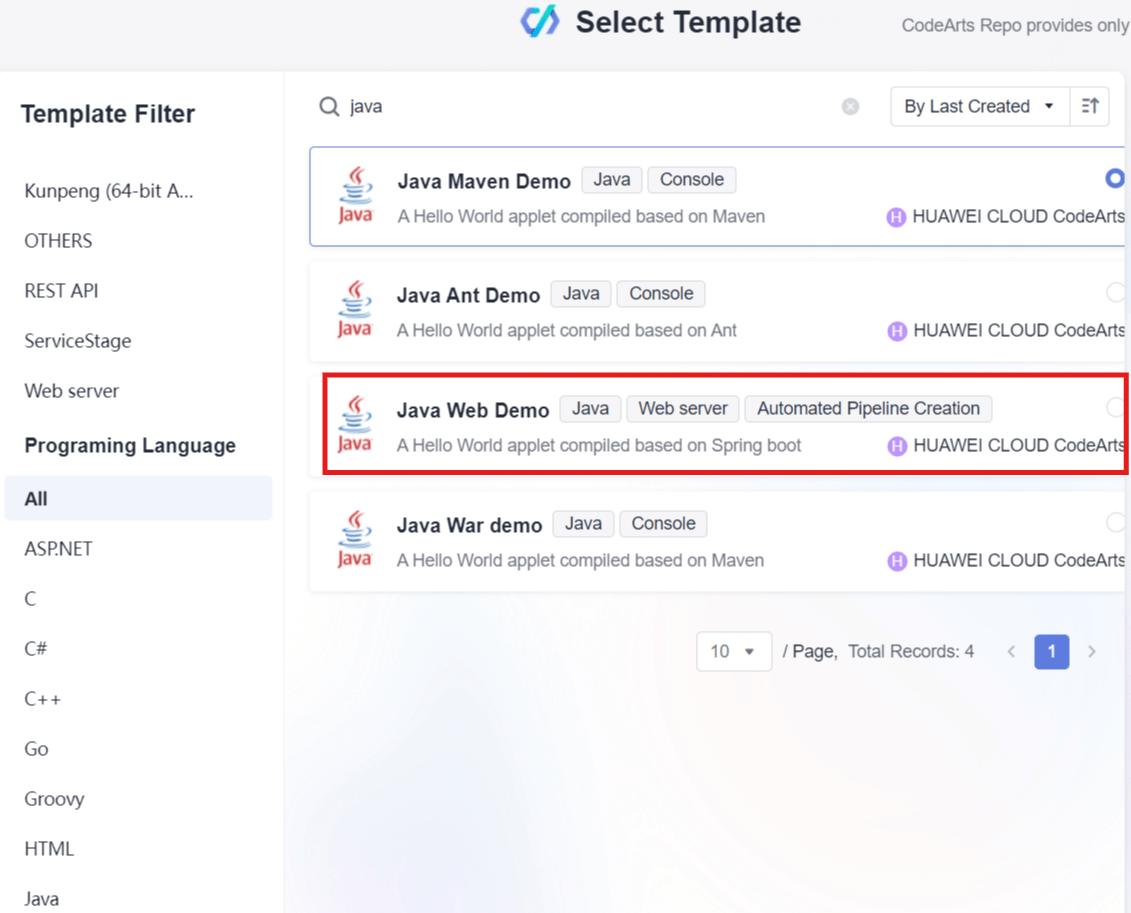 Select Template
CodeArts Repo provides only
Template Filter
Kunpeng (64-bit A...
OTHERS
REST API
ServiceStage
Web server
Programing Language
All
ASP.NET
C
C#
C++
Go
Groovy
HTML
Java
java
By Last Created
Java Maven Demo Java Console
Java A Hello World applet compiled based on Maven H HUAWEI CLOUD CodeArts
Java Ant Demo Java Console
Java A Hello World applet compiled based on Ant H HUAWEI CLOUD CodeArts
Java Web Demo Java Web server Automated Pipeline Creation
Java A Hello World applet compiled based on Spring boot H HUAWEI CLOUD CodeArts
Java War demo Java Console
Java A Hello World applet compiled based on Maven H HUAWEI CLOUD CodeArts
10 / Page, Total Records: 4 < 1 >